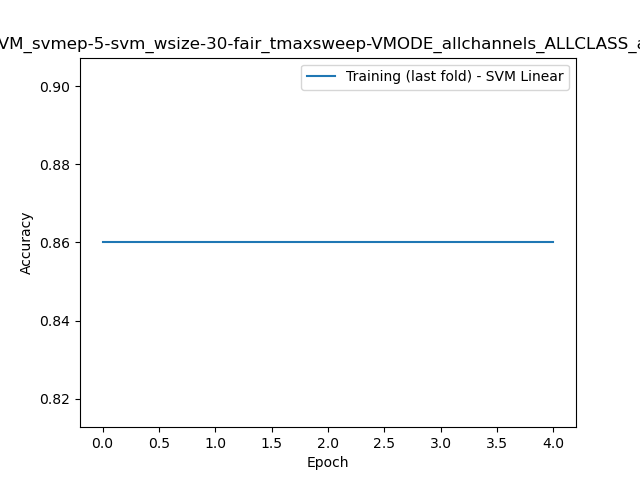 VM_svmep-5-svm_wsize-30-fair_tmaxsweep-VMODE_allchannels_ALLCLASS_a
Training (last fold) - SVM Linear
0.90
0.88
0.86
0.84
0.82
Accuracy
0.0 0.5 1.0 1.5 2.0 2.5 3.0 3.5 4.0
Epoch